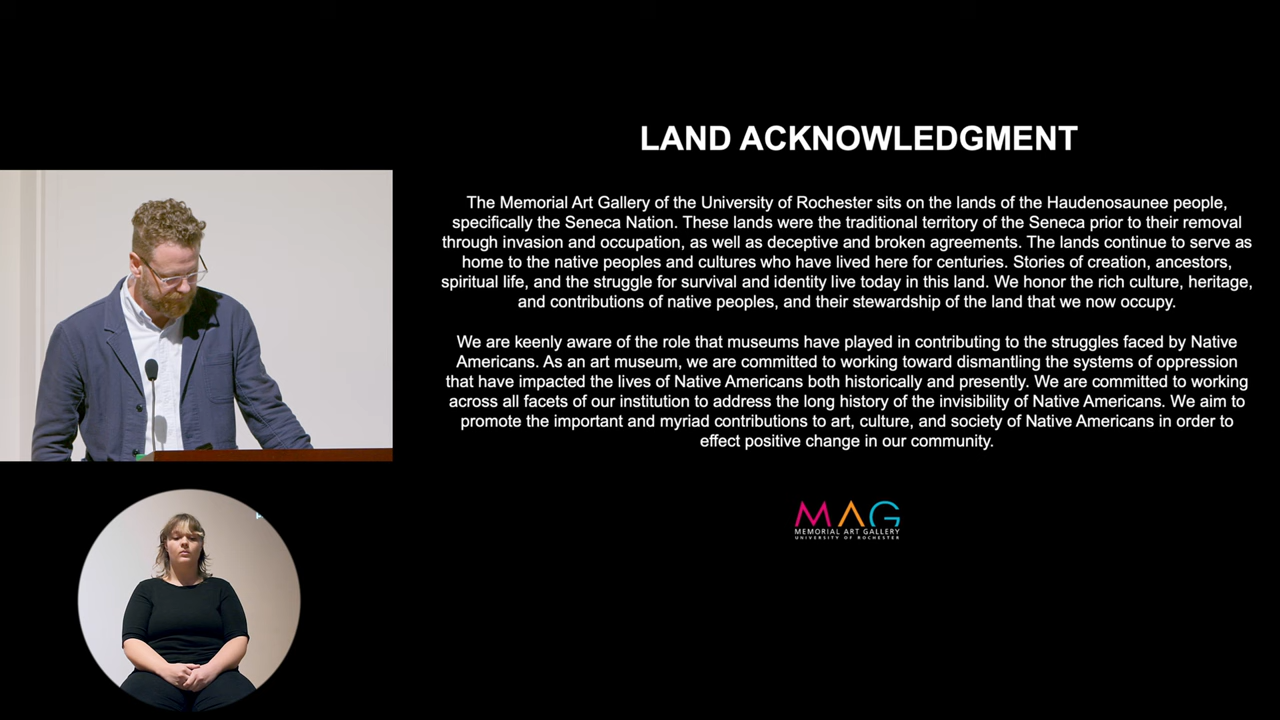 LAND ACKNOWLEDGMENT
The Memorial Art Gallery of the University of Rochester sits on the lands of the Haudenosaunee people,
specifically the Seneca Nation. These lands were the traditional territory of the Seneca prior to their removal
through invasion and occupation, as well as deceptive and broken agreements. The lands continue to serve as
home to the native peoples and cultures who have lived here for centuries. Stories of creation, ancestors,
spiritual life, and the struggle for survival and identity live today in this land. We honor the rich culture, heritage,
and contributions of native peoples, and their stewardship of the land that we now occupy.
We are keenly aware of the role that museums have played in contributing to the struggles faced by Native
Americans. As an art museum, we are committed to working toward dismantling the systems of oppression
that have impacted the lives of Native Americans both historically and presently. We are committed to working
across all facets of our institution to address the long history of the invisibility of Native Americans. We aim to
promote the important and myriad contributions to art, culture, and society of Native Americans in order to
effect positive change in our community.
MAG
MEMORIAL ART GALLERY
UNIVERSITY OF ROCHESTER